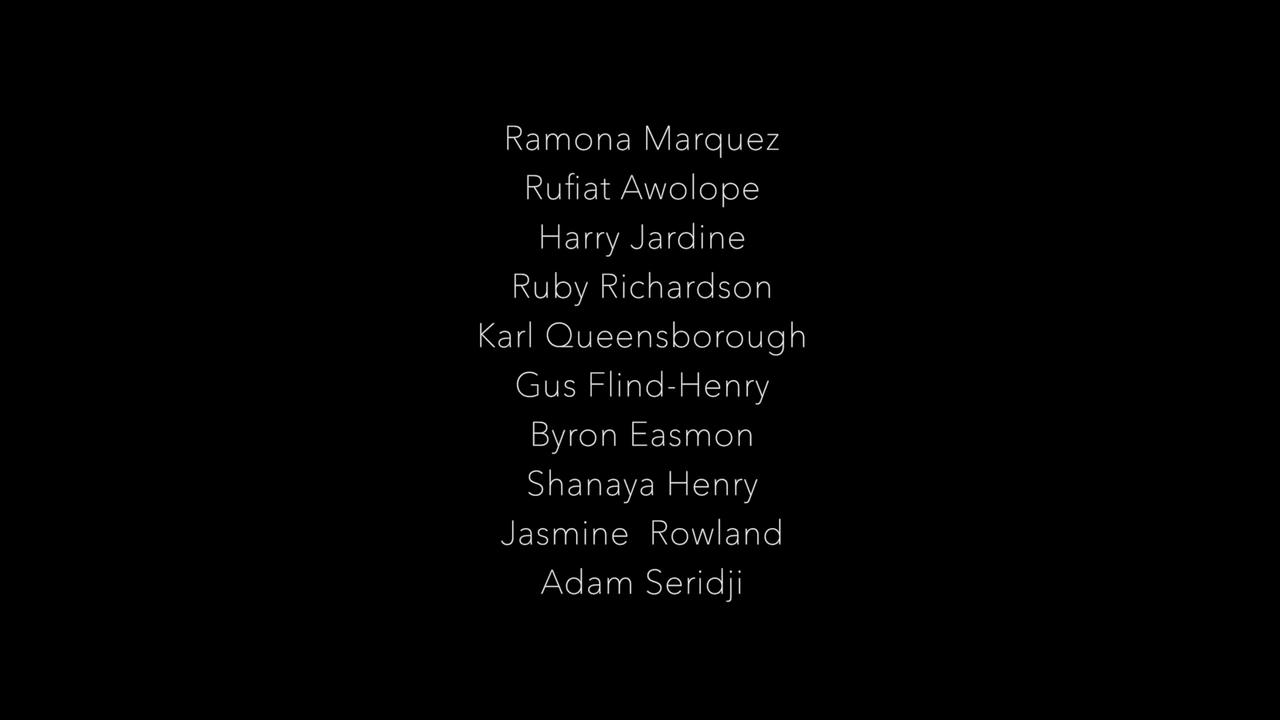 Ramona Marquez
Rufiat Awolope
Harry Jardine
Ruby Richardson
Karl Queensborough
Gus Flind-Henry
Byron Easmon
Shanaya Henry
Jasmine  Rowland
Adam Seridji